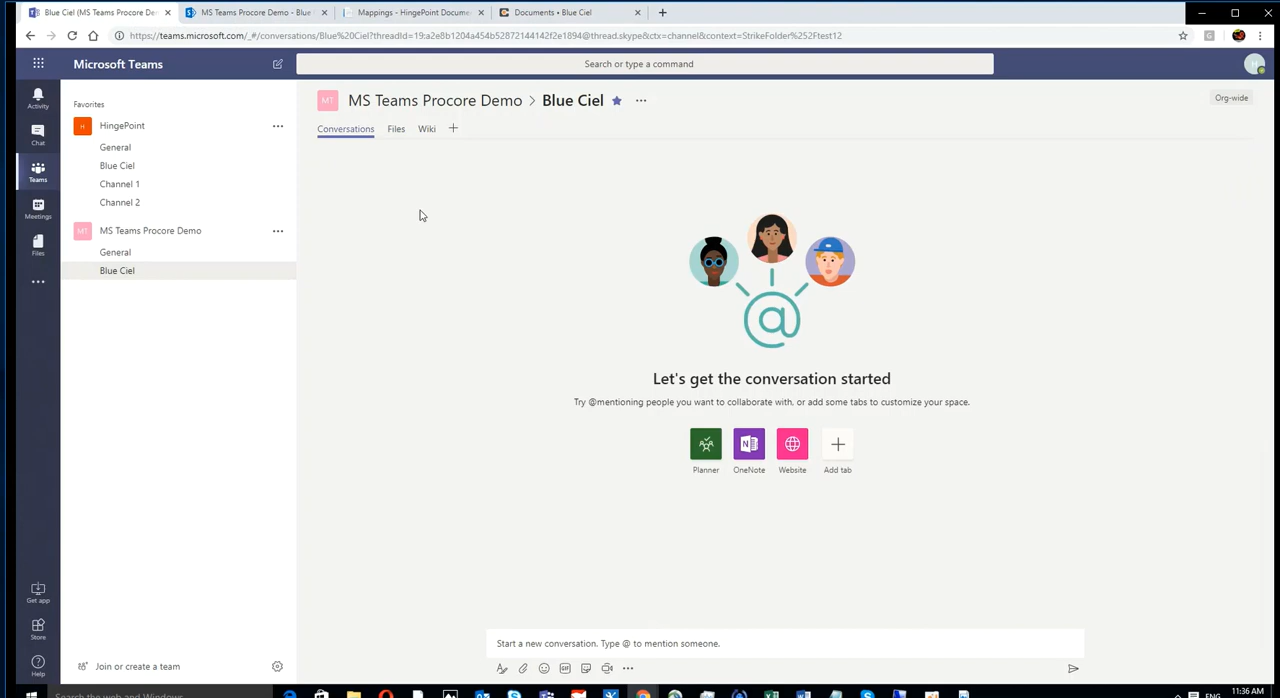 Blue Ciel (MS Teams Procore De
MS Teams Procore Demo - Blue
Mappings - HingePoint Docume
Documents • Blue Ciel
https://teams.microsoft.com/_#/conversations/Blue%20Ciel?threadId=19:a2e8b1204a454b52872144142f2e1894@thread.skype&ctx=channel&context=StrikeFolder%252Ftest12
Microsoft Teams
Search or type a command
H
Activity
Chat
Teams
Meetings
Files
Get app
Store
Help
Favorites
H HingePoint
General
Blue Ciel
Channel 1
Channel 2
MT MS Teams Procore Demo
General
Blue Ciel
Join or create a team
MT MS Teams Procore Demo > Blue Ciel
Org-wide
Conversations Files Wiki +
Let's get the conversation started
Try @mentioning people you want to collaborate with, or add some tabs to customize your space.
Planner OneNote Website Add tab
Start a new conversation. Type @ to mention someone.
GIF
Search the web and Windows
ENG
11:36 AM